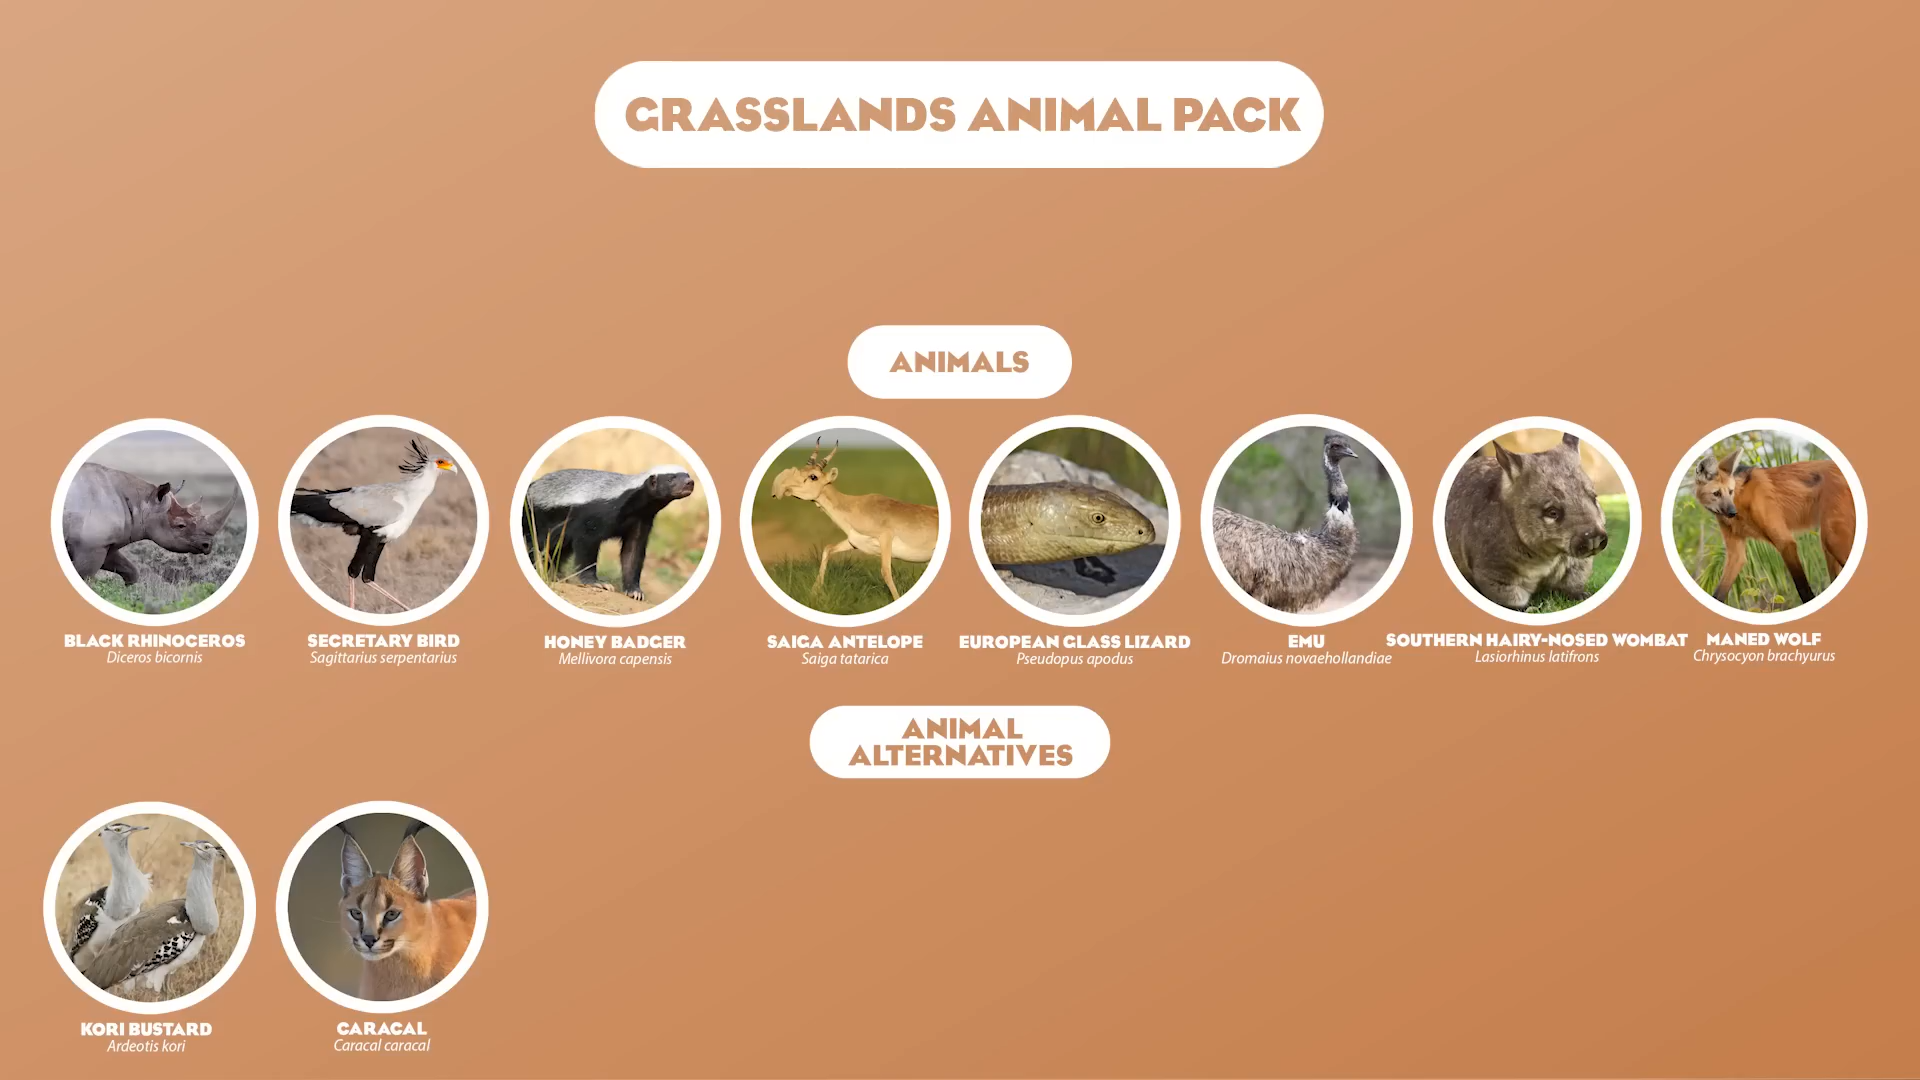 GRASSLANDS ANIMAL PACK
ANIMALS
BLACK RHINOCEROS
Diceros bicornis
SECRETARY BIRD
Sagittarius serpentarius
HONEY BADGER
Mellivora capensis
SAIGA ANTELOPE
Saiga tatarica
EUROPEAN GLASS LIZARD
Pseudopus apodus
EMU
Dromaius novaehollandiae
SOUTHERN HAIRY-NOSED WOMBAT
Lasiorhinus latifrons
MANED WOLF
Chrysocyon brachyurus
ANIMAL
ALTERNATIVES
KORI BUSTARD
Ardeotis kori
CARACAL
Caracal caracal